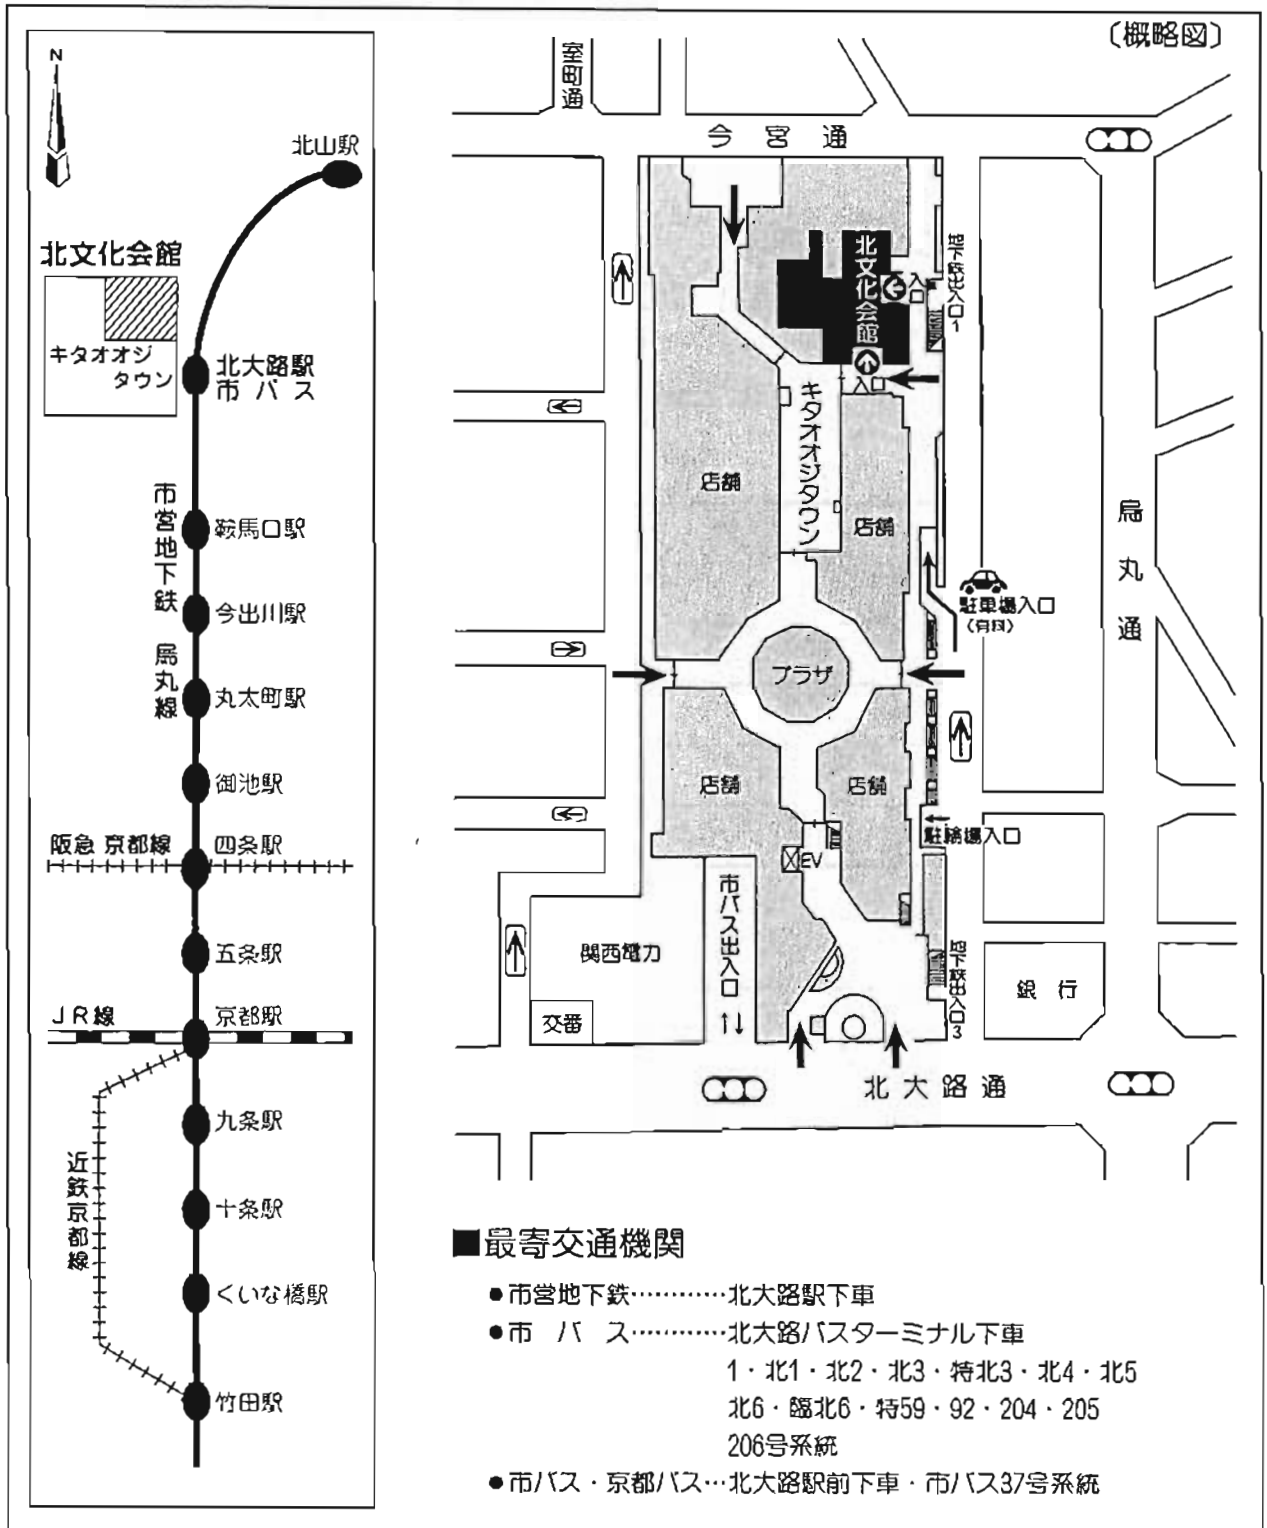 〔概略図〕
N
北山駅
北文化会館
キタオオジ
タウン
北大路駅
市バス
市営地下鉄 烏丸線
鞍馬口駅
今出川駅
丸太町駅
御池駅
阪急 京都線
四条駅
五条駅
JR線
京都駅
九条駅
近鉄京都線
十条駅
くいな橋駅
竹田駅
室町通
今宮通
北文化会館
入口
入口
地下鉄出入口1
キタオオジタウン
店舗
店舗
烏丸通
駐車場入口
(有料)
プラザ
店舗
店舗
駐輪場入口
EV
市バス出入口
↑↓
関西電力
交番
地下鉄出入口3
銀行
北大路通
■最寄交通機関
●市営地下鉄…………北大路駅下車
●市 バ ス…………北大路バスターミナル下車
1・北1・北2・北3・特北3・北4・北5
北6・臨北6・特59・92・204・205
206号系統
●市バス・京都バス…北大路駅前下車・市バス37号系統